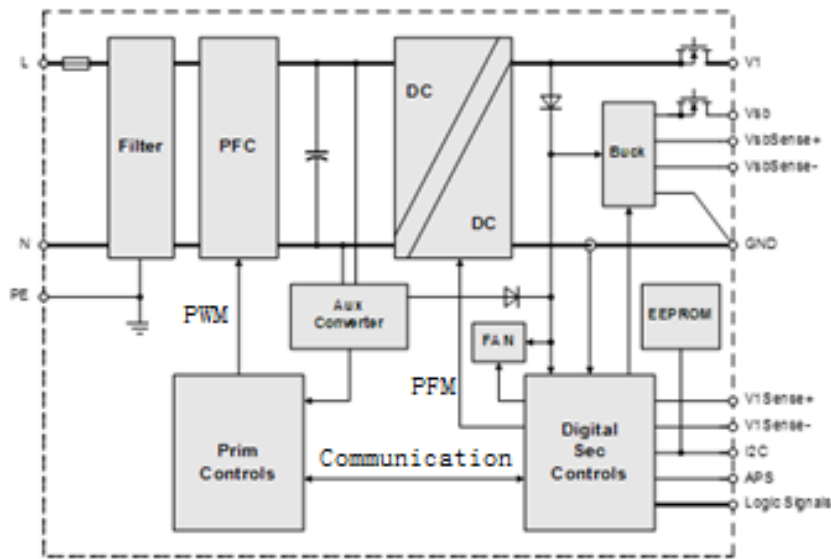 L
V1
DC
Vsb
Filter
PFC
Buck
VsbSense+
VsbSense-
DC
N
GND
PE
PWM
Aux
Converter
EEPROM
FAN
PFM
V1Sense+
V1Sense-
Prim
Controls
Communication
Digital
Sec
Controls
I2C
APS
Logic Signals